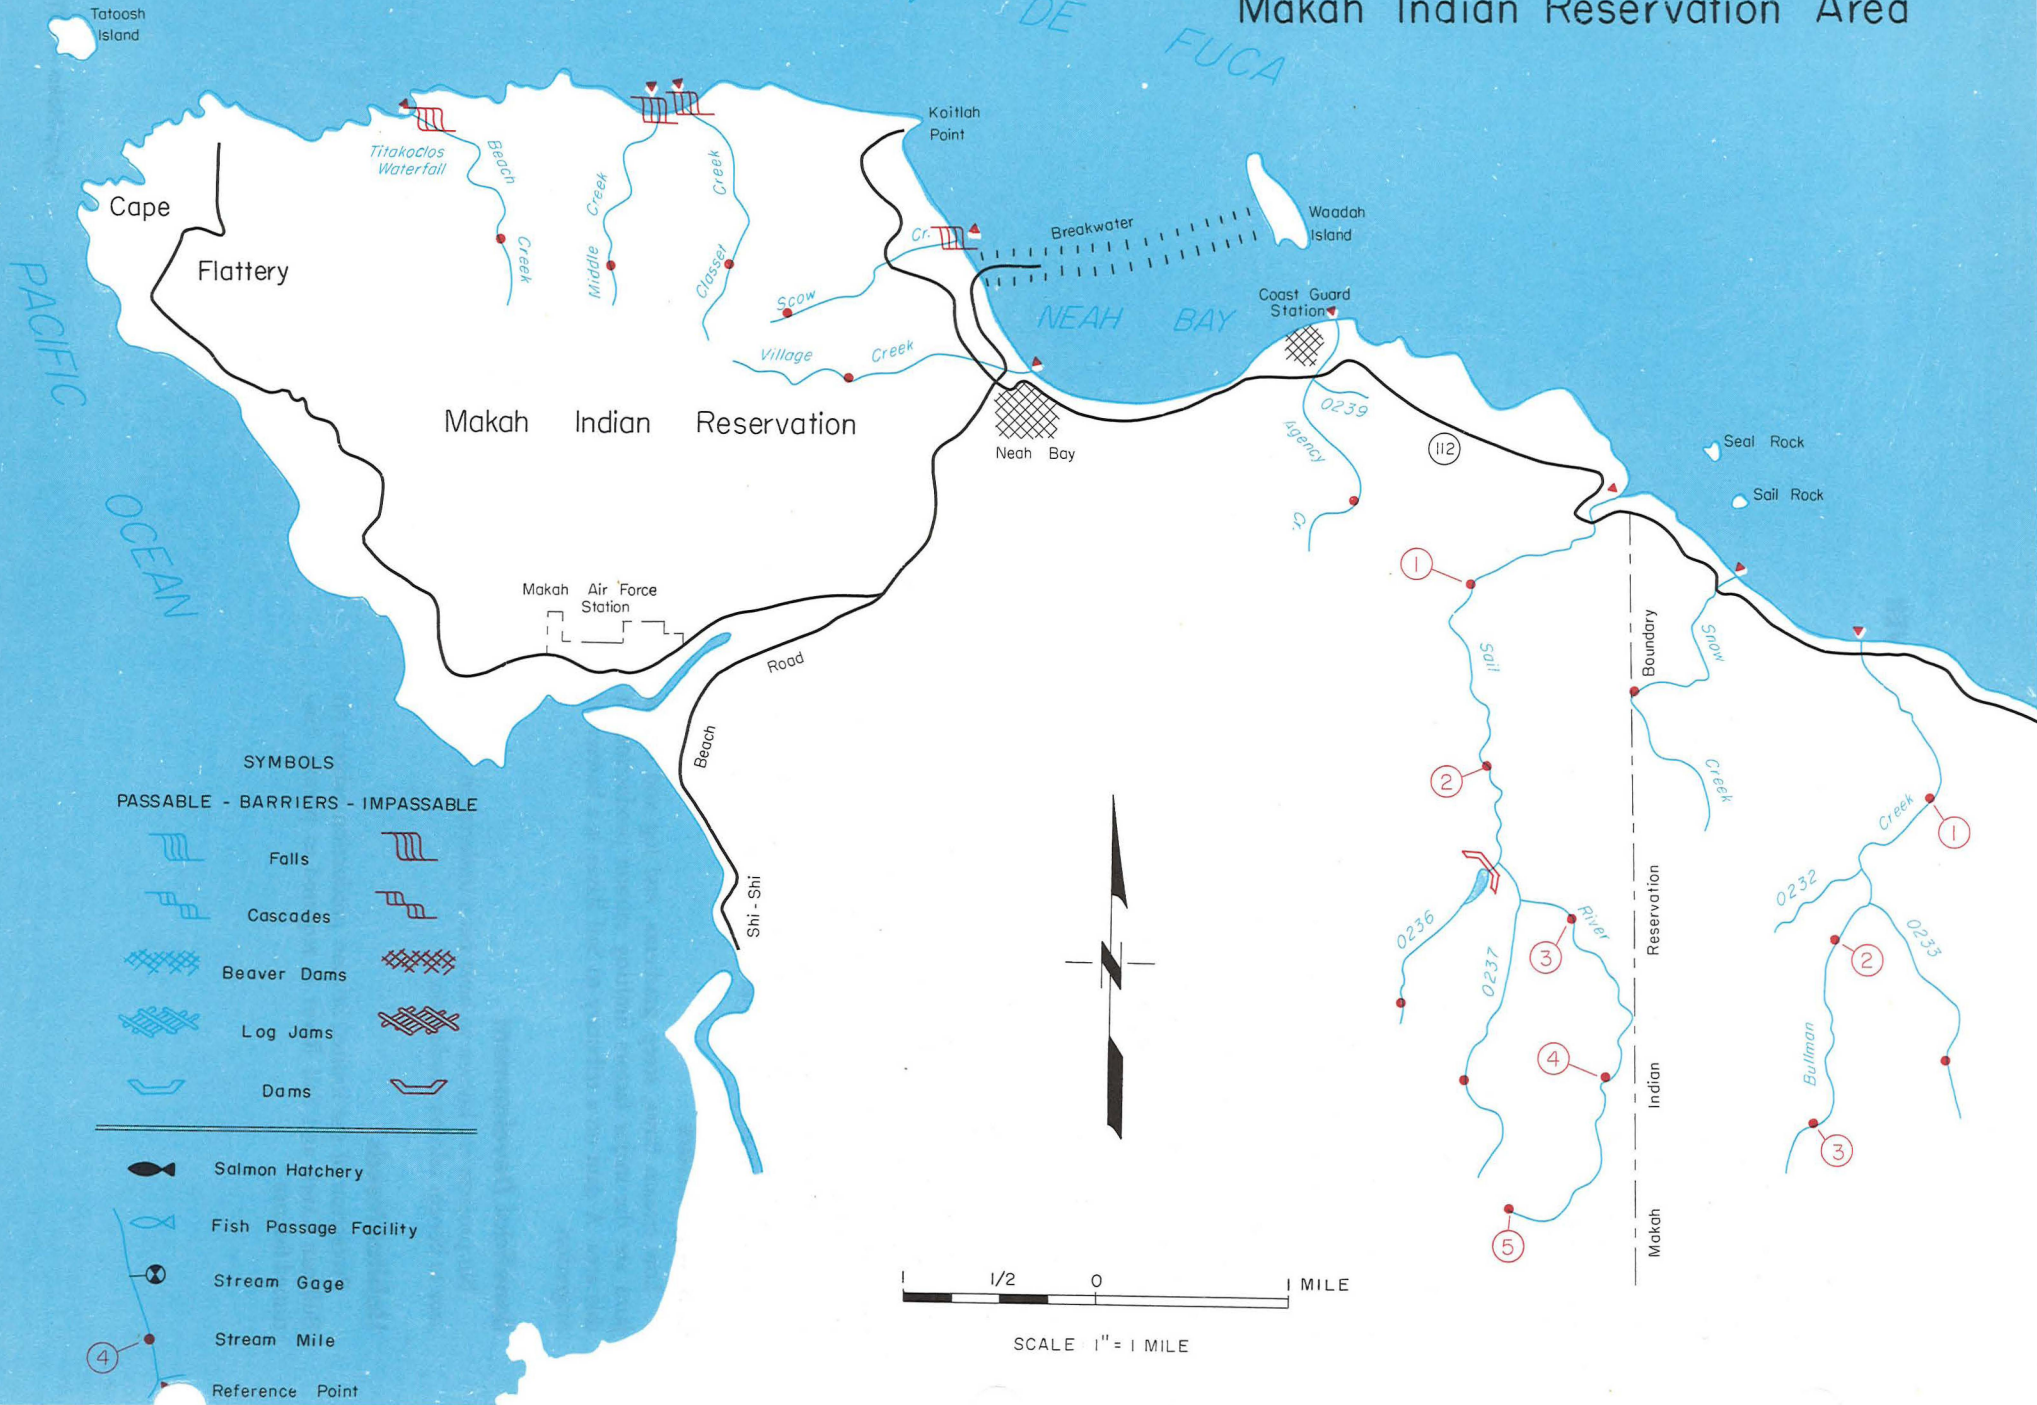 Makah Indian Reservation Area
DE FUCA
Tatoosh
Island
Koitlah
Point
Titakoclos
Waterfall
Beach
Creek
Middle Creek
Classet Creek
Cape
Flattery
Scow Cr.
Breakwater
Waadah
Island
NEAH BAY
Coast Guard
Station
Village Creek
PACIFIC
OCEAN
Makah Indian Reservation
Neah Bay
0239
Agency
Cr.
112
Seal Rock
Sail Rock
Makah Air Force
Station
Road
Beach
Shi-Shi
1
Sail
2
0236
0237
River
3
4
5
Makah Indian Reservation Boundary
Snow
Creek
1
Creek
0232
0233
2
Bullman
3
SYMBOLS
PASSABLE - BARRIERS - IMPASSABLE
Falls
Cascades
Beaver Dams
Log Jams
Dams
Salmon Hatchery
Fish Passage Facility
Stream Gage
Stream Mile
4
Reference Point
N
1 1/2 0 1 MILE
SCALE 1" = 1 MILE